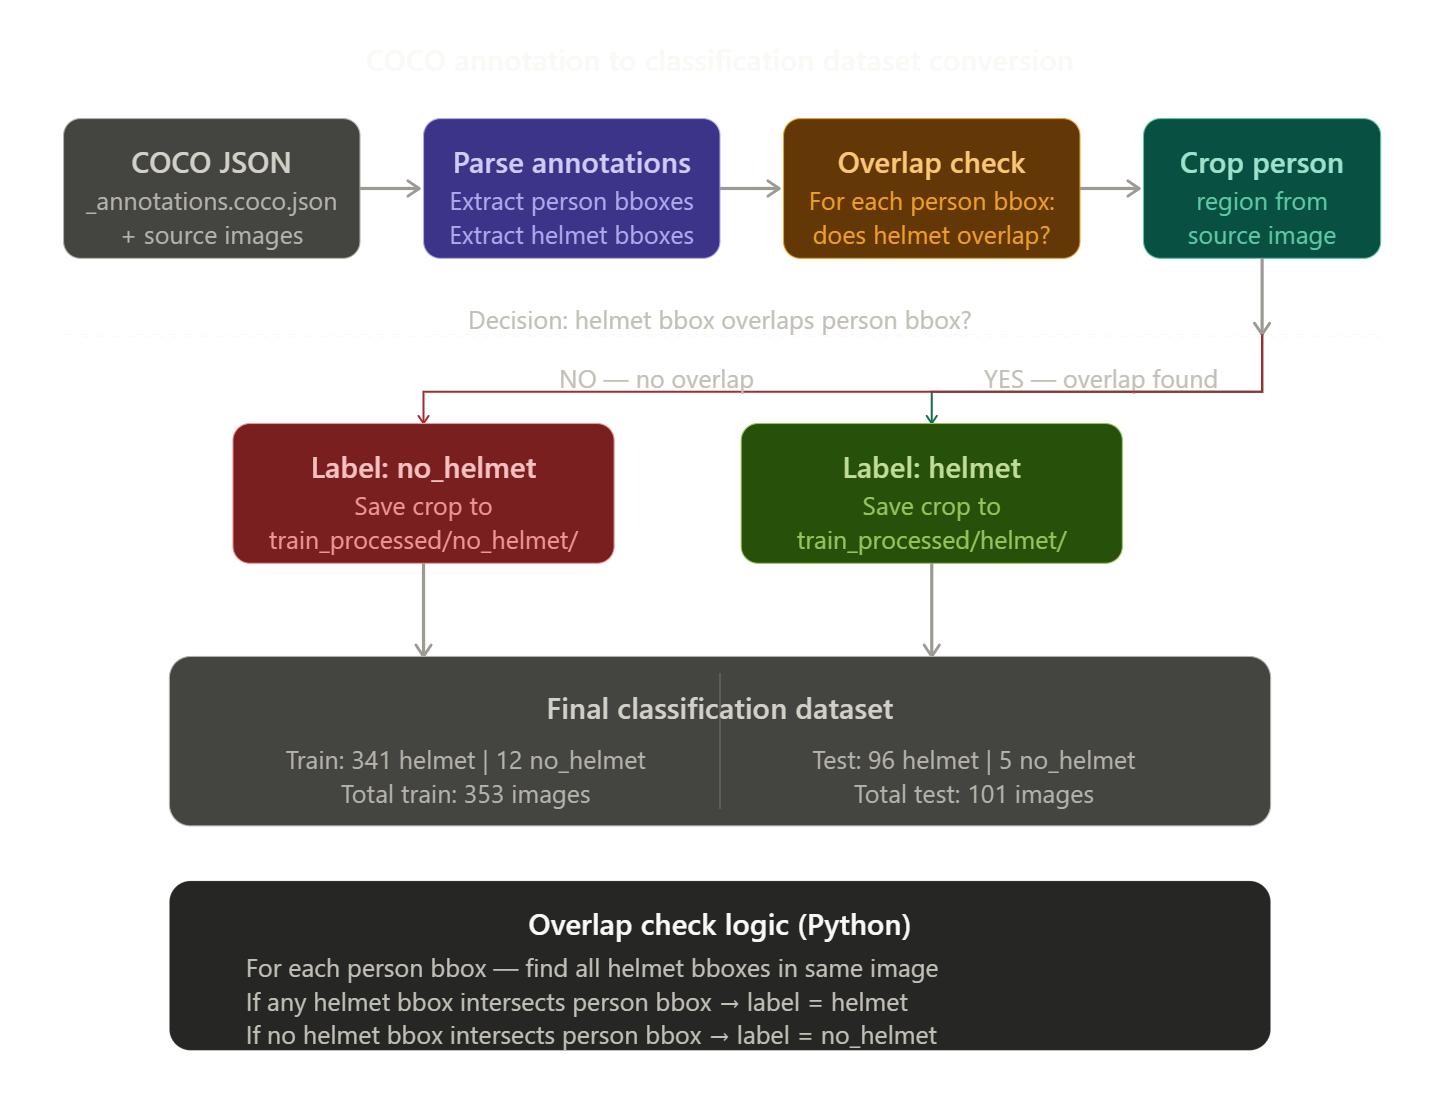 COCO annotation to classification dataset conversion
COCO JSON
_annotations.coco.json
+ source images
Parse annotations
Extract person bboxes
Extract helmet bboxes
Overlap check
For each person bbox:
does helmet overlap?
Crop person
region from
source image
Decision: helmet bbox overlaps person bbox?
NO — no overlap
YES — overlap found
Label: no_helmet
Save crop to
train_processed/no_helmet/
Label: helmet
Save crop to
train_processed/helmet/
Final classification dataset
Train: 341 helmet | 12 no_helmet
Total train: 353 images
Test: 96 helmet | 5 no_helmet
Total test: 101 images
Overlap check logic (Python)
For each person bbox — find all helmet bboxes in same image
If any helmet bbox intersects person bbox → label = helmet
If no helmet bbox intersects person bbox → label = no_helmet